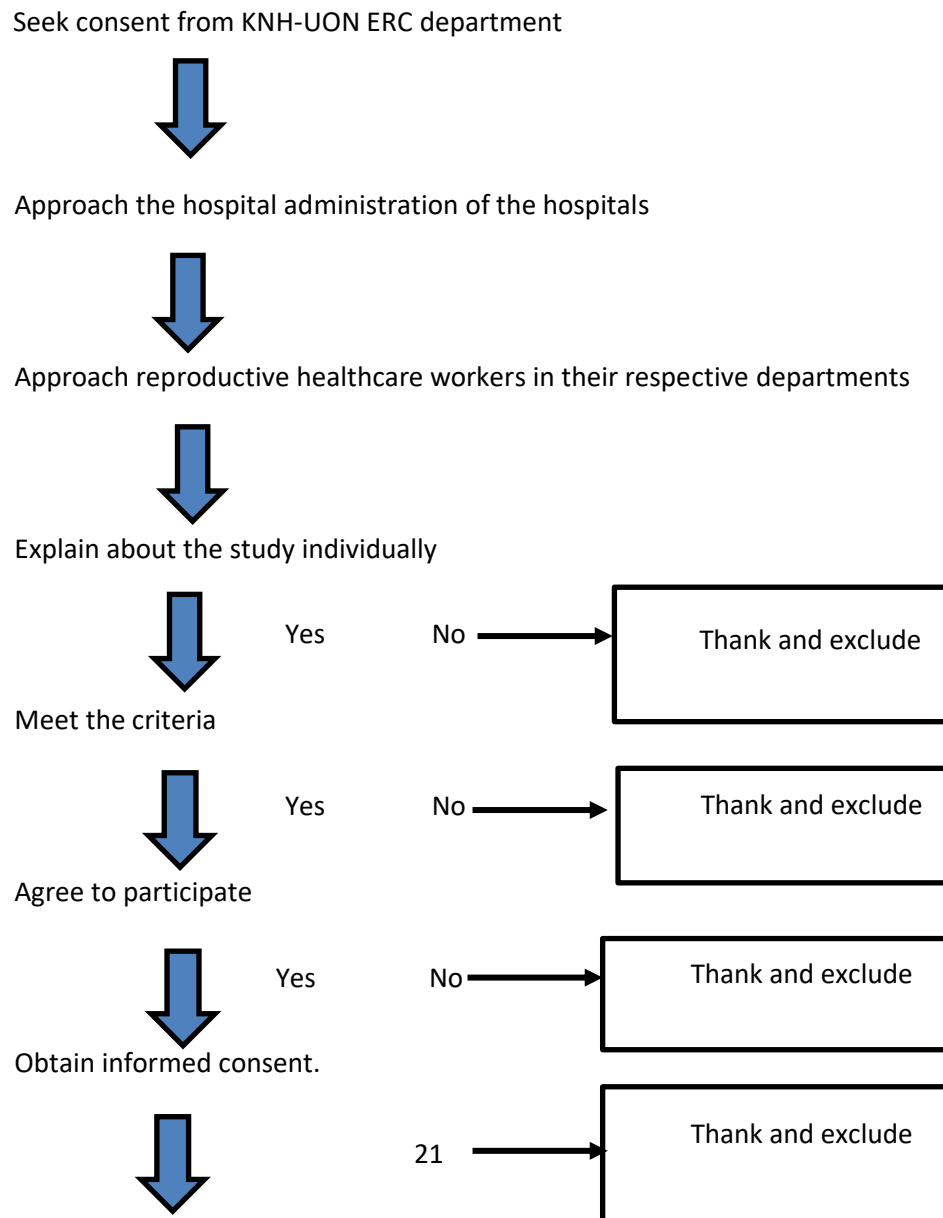 Seek consent from KNH-UON ERC department
Approach the hospital administration of the hospitals
Approach reproductive healthcare workers in their respective departments
Explain about the study individually
Yes No Thank and exclude
Meet the criteria
Yes No Thank and exclude
Agree to participate
Yes No Thank and exclude
Obtain informed consent.
21 Thank and exclude